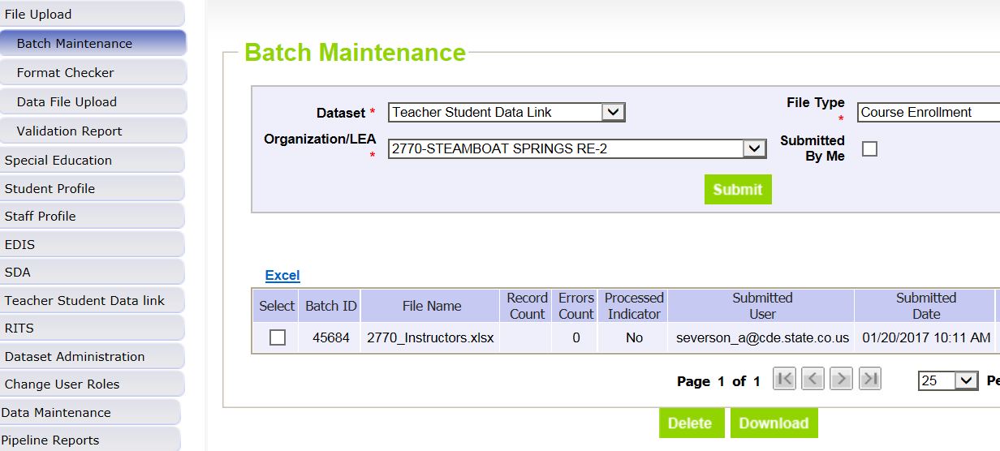 File Upload
Batch Maintenance
Format Checker
Data File Upload
Validation Report
Special Education
Student Profile
Staff Profile
EDIS
SDA
Teacher Student Data link
RITS
Dataset Administration
Change User Roles
Data Maintenance
Pipeline Reports
Batch Maintenance
Dataset * Teacher Student Data Link File Type * Course Enrollment
Organization/LEA * 2770-STEAMBOAT SPRINGS RE-2 Submitted By Me
Submit
Excel
Select Batch ID File Name Record Count Errors Count Processed Indicator Submitted User Submitted Date
45684 2770_Instructors.xlsx 0 No severson_a@cde.state.co.us 01/20/2017 10:11 AM
Page 1 of 1 25
Delete Download